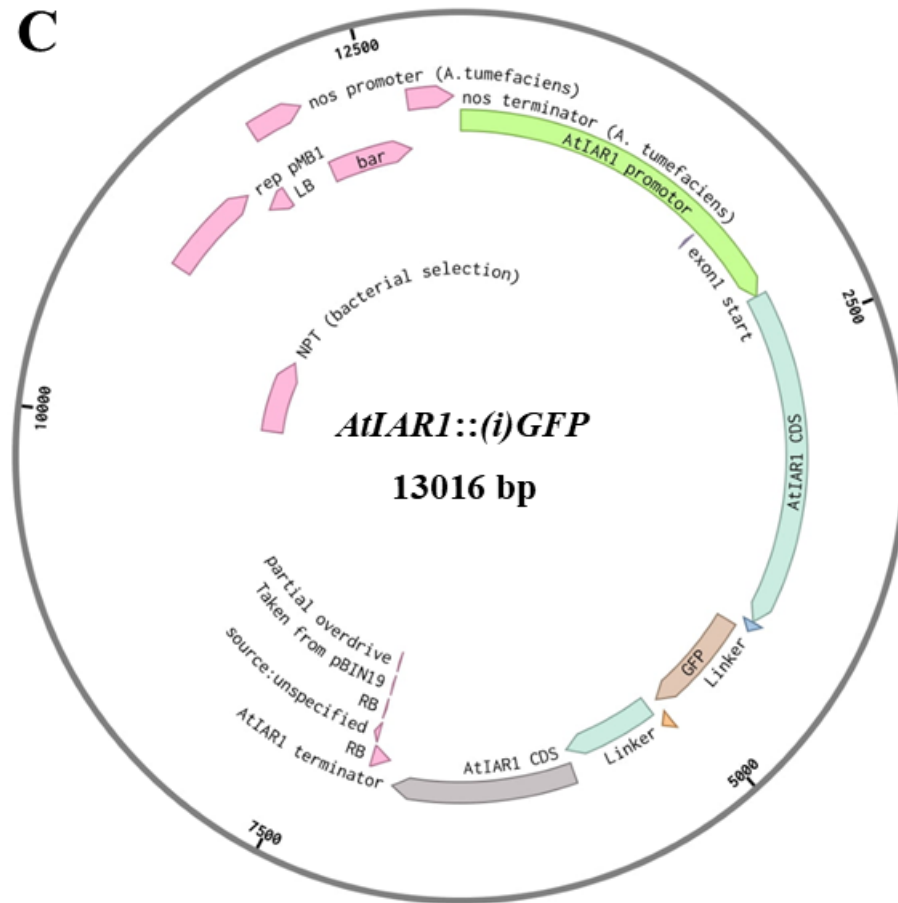 C
12500
nos promoter (A.tumefaciens)
nos terminator (A. tumefaciens)
AtIAR1 promotor
rep pMB1
LB
bar
exon1 start
2500
NPT (bacterial selection)
10000
AtIAR1::(i)GFP
13016 bp
AtIAR1 CDS
partial overdrive
Taken from pBIN19
RB
source:unspecified
RB
AtIAR1 terminator
GFP
Linker
Linker
AtIAR1 CDS
5000
7500